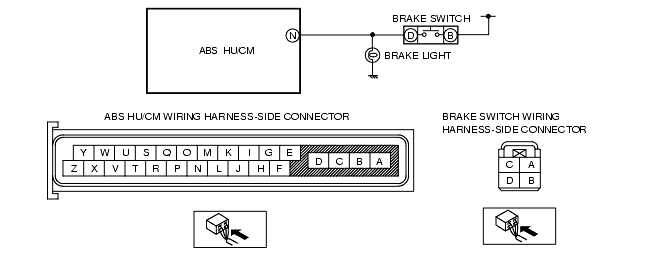 BRAKE SWITCH
ABS HU/CM
N
D
B
BRAKE LIGHT
ABS HU/CM WIRING HARNESS-SIDE CONNECTOR
Y W U S Q O M K I G E
D C B A
Z X V T R P N L J H F
BRAKE SWITCH WIRING
HARNESS-SIDE CONNECTOR
C A
D B